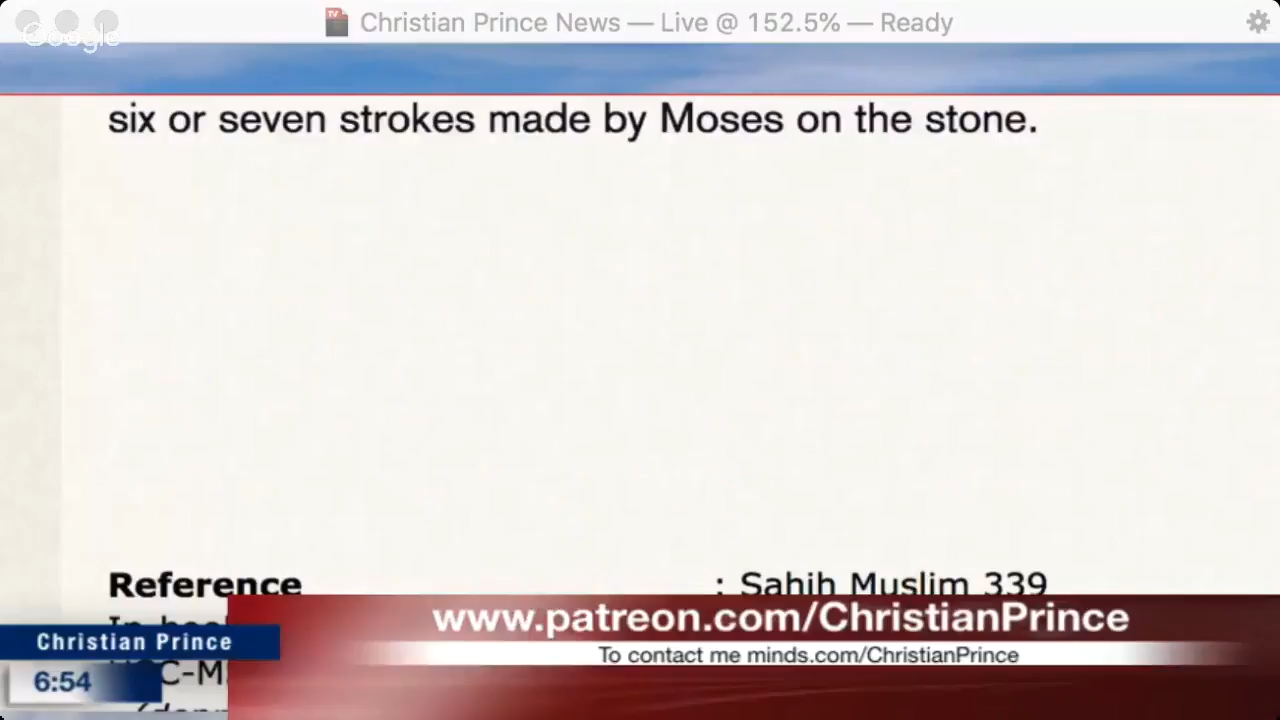 Google
Christian Prince News — Live @ 152.5% — Ready
six or seven strokes made by Moses on the stone.
Reference : Sahih Muslim 339
www.patreon.com/ChristianPrince
To contact me minds.com/ChristianPrince
Christian Prince
6:54